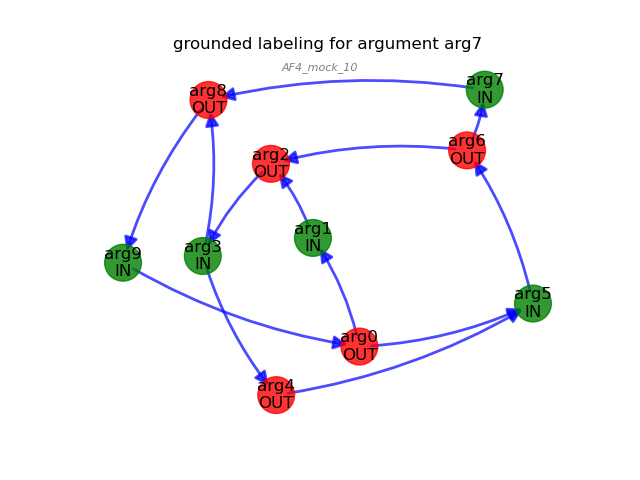 grounded labeling for argument arg7
AF4_mock_10
arg7
IN
arg8
OUT
arg6
OUT
arg2
OUT
arg1
IN
arg3
IN
arg9
IN
arg5
IN
arg0
OUT
arg4
OUT